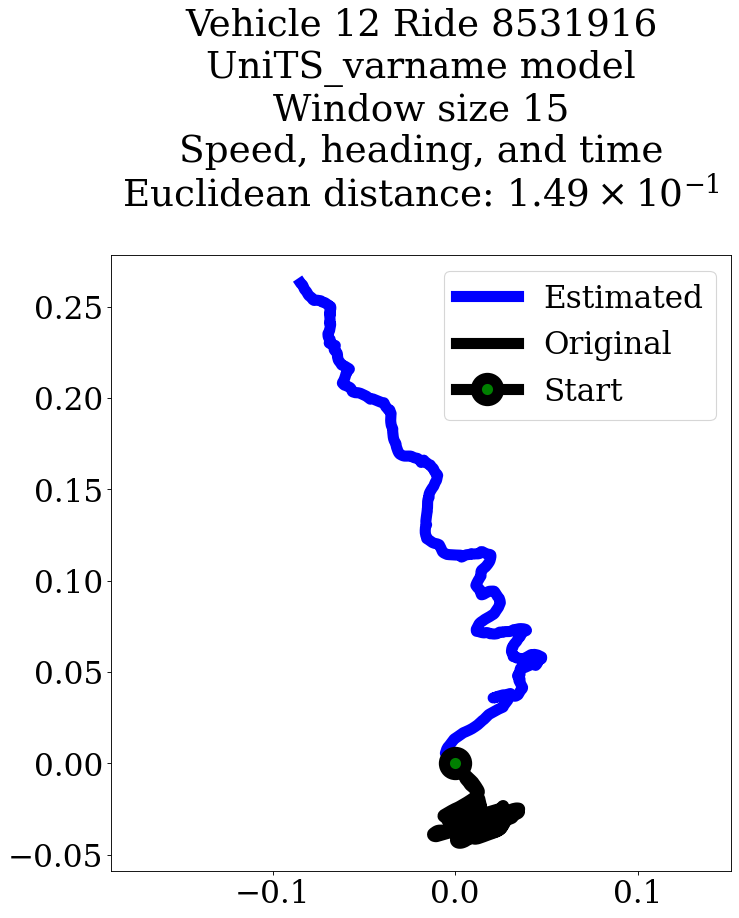 Vehicle 12 Ride 8531916
UniTS_varname model
Window size 15
Speed, heading, and time
Euclidean distance: 1.49 × 10⁻¹
Estimated
Original
Start
0.25
0.20
0.15
0.10
0.05
0.00
−0.05
−0.1
0.0
0.1